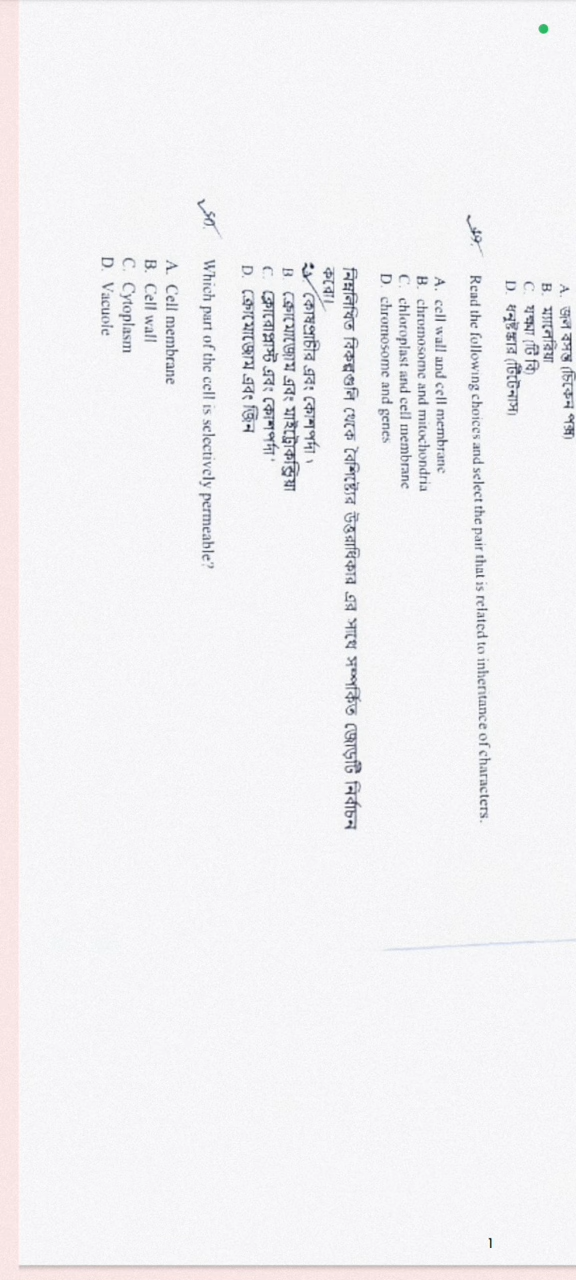 A. জল বসন্ত (চিকেন পক্স)
B. ম্যালেরিয়া
C. যক্ষ্মা (টি বি)
D. ধনুষ্টঙ্কার (টিটেনাস)
49. Read the following choices and select the pair that is related to inheritance of characters.
A. cell wall and cell membrane
B. chromosome and mitochondria
C. chloroplast and cell membrane
D. chromosome and genes
নিম্নলিখিত বিকল্পগুলি থেকে বৈশিষ্ট্যের উত্তরাধিকার এর সাথে সম্পর্কিত জোড়টি নির্বাচন
করো।
কোষপ্রাচীর এবং কোশপর্দা
B ক্রোমোজোম এবং মাইটোকন্ড্রিয়া
C. ক্লোরোপ্লাস্ট এবং কোশপর্দা
D. ক্রোমোজোম এবং জিন
50. Which part of the cell is selectively permeable?
A. Cell membrane
B. Cell wall
C. Cytoplasm
D. Vacuole
1